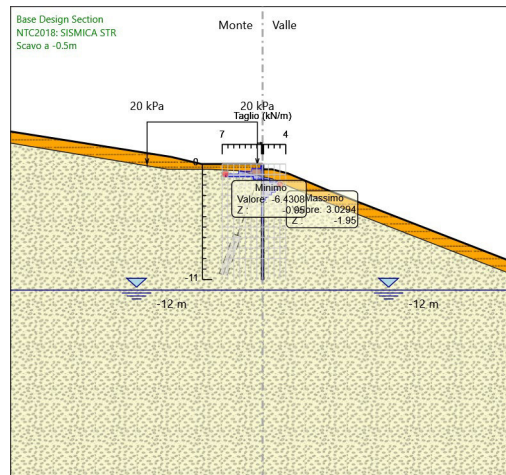 Base Design Section
NTC2018: SISMICA STR
Scavo a -0.5m
Monte Valle
20 kPa 20 kPa
Taglio (kN/m)
7 4
0
Minimo
Valore: -6.4308
Z : -0.95
Massimo
ore: 3.0294
Z : -1.95
-11
-12 m -12 m